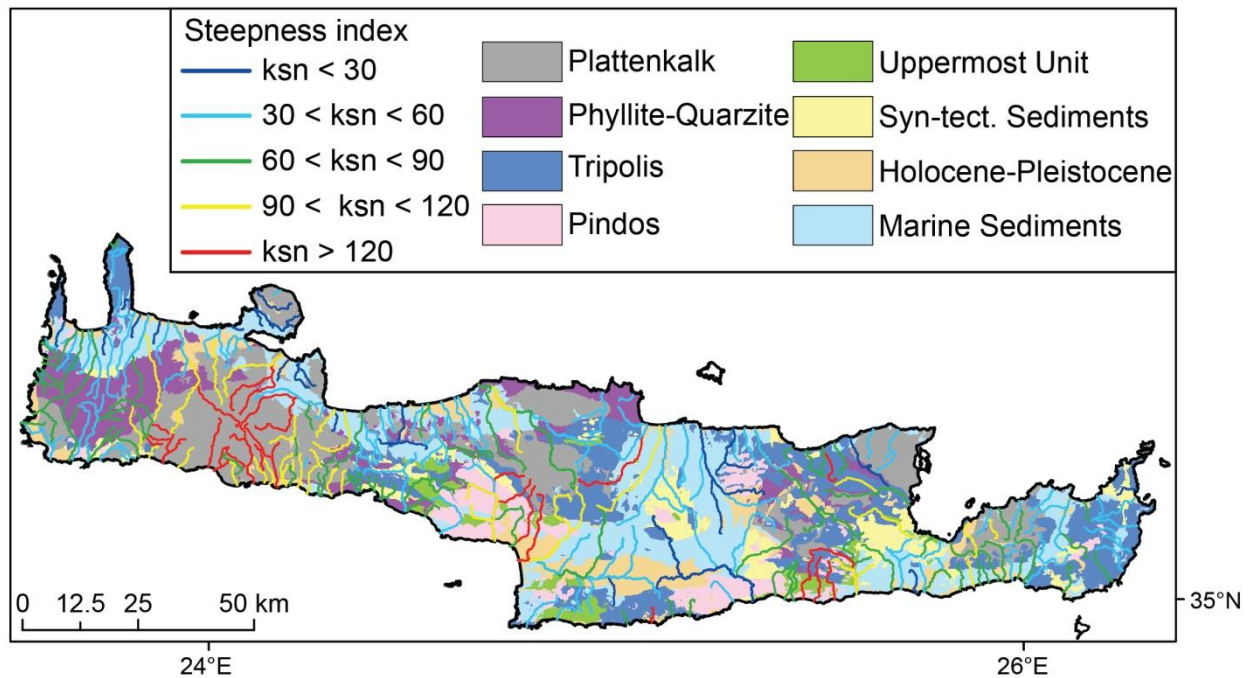 Steepness index
ksn < 30
30 < ksn < 60
60 < ksn < 90
90 < ksn < 120
ksn > 120
Plattenkalk
Phyllite-Quarzite
Tripolis
Pindos
Uppermost Unit
Syn-tect. Sediments
Holocene-Pleistocene
Marine Sediments
0 12.5 25 50 km
35°N
24°E 26°E